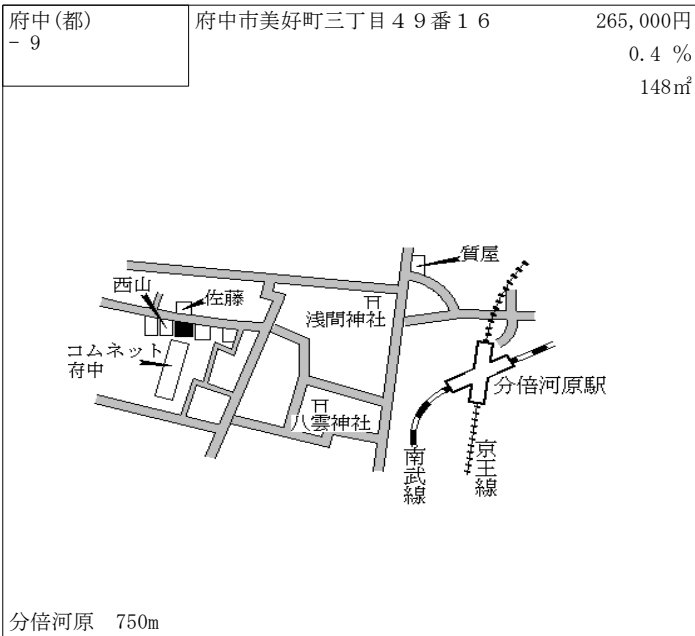 府中(都)
- 9
府中市美好町三丁目４９番１６
265,000円
0.4 %
148㎡
質屋
西山
佐藤
浅間神社
コムネット
府中
分倍河原駅
八雲神社
南武線
京王線
分倍河原 750m